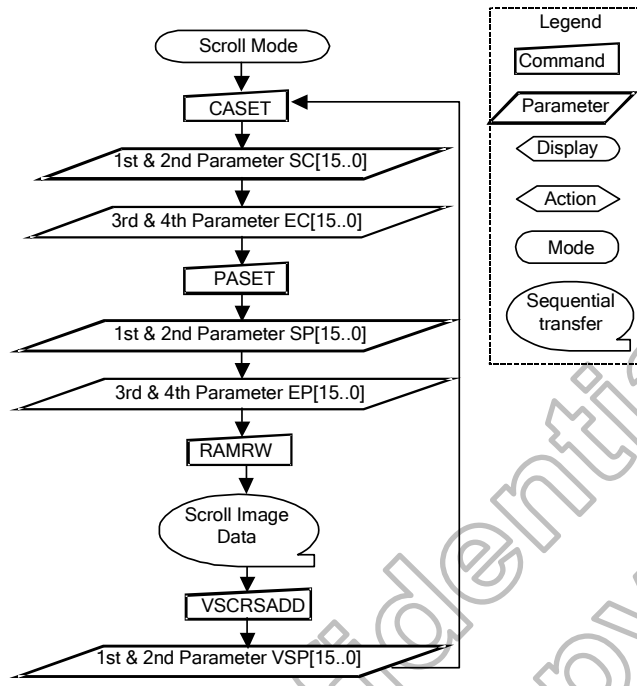 Scroll Mode
CASET
1st & 2nd Parameter SC[15..0]
3rd & 4th Parameter EC[15..0]
PASET
1st & 2nd Parameter SP[15..0]
3rd & 4th Parameter EP[15..0]
RAMRW
Scroll Image
Data
VSCRSADD
1st & 2nd Parameter VSP[15..0]
Legend
Command
Parameter
Display
Action
Mode
Sequential
transfer